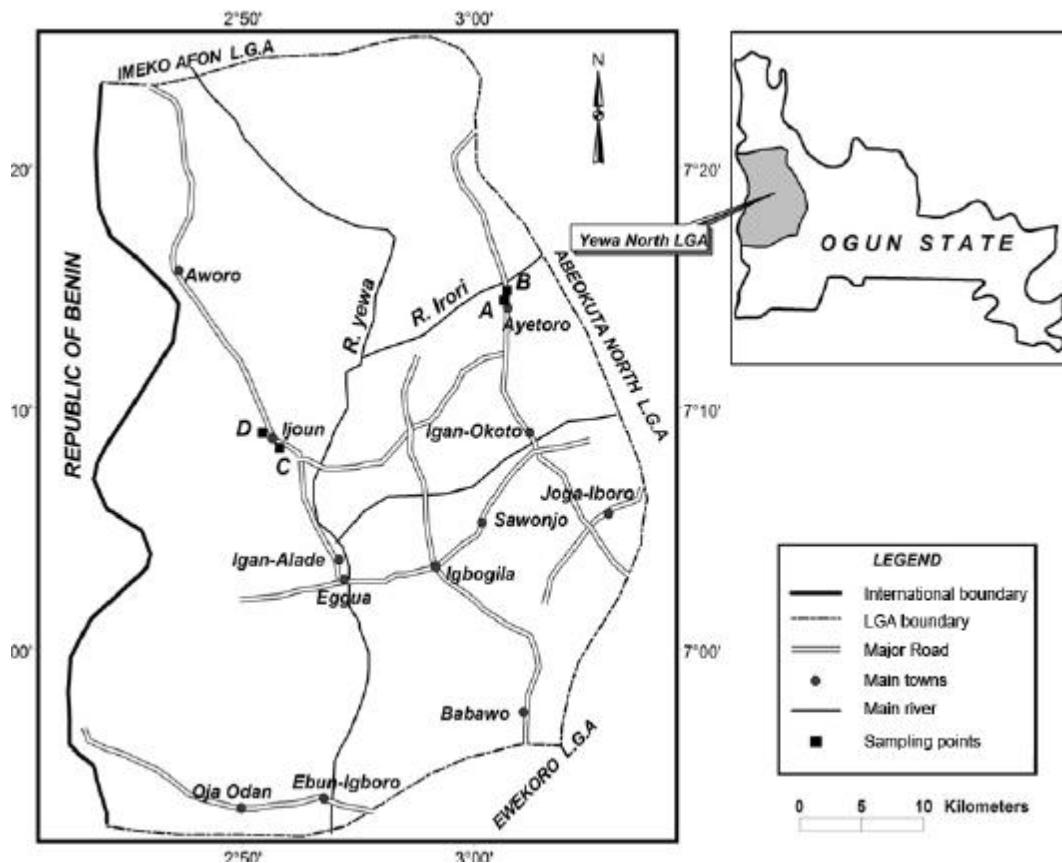 2°50'
3°00'
IMEKO AFON L.G.A
N
20'
7°20'
Yewa North LGA
OGUN STATE
Aworo
REPUBLIC OF BENIN
R. yewa
R. Irori
B
A
Ayetoro
ABEOKUTA NORTH L.G.A
10'
7°10'
D
Ijoun
C
Igan-Okoto
Joga-Iboro
Sawonjo
Igan-Alade
Igbogila
Eggua
00'
7°00'
Babawo
EWEKORO L.G.A
Oja Odan
Ebun-Igboro
LEGEND
International boundary
LGA boundary
Major Road
Main towns
Main river
Sampling points
0 5 10 Kilometers
2°50'
3°00'